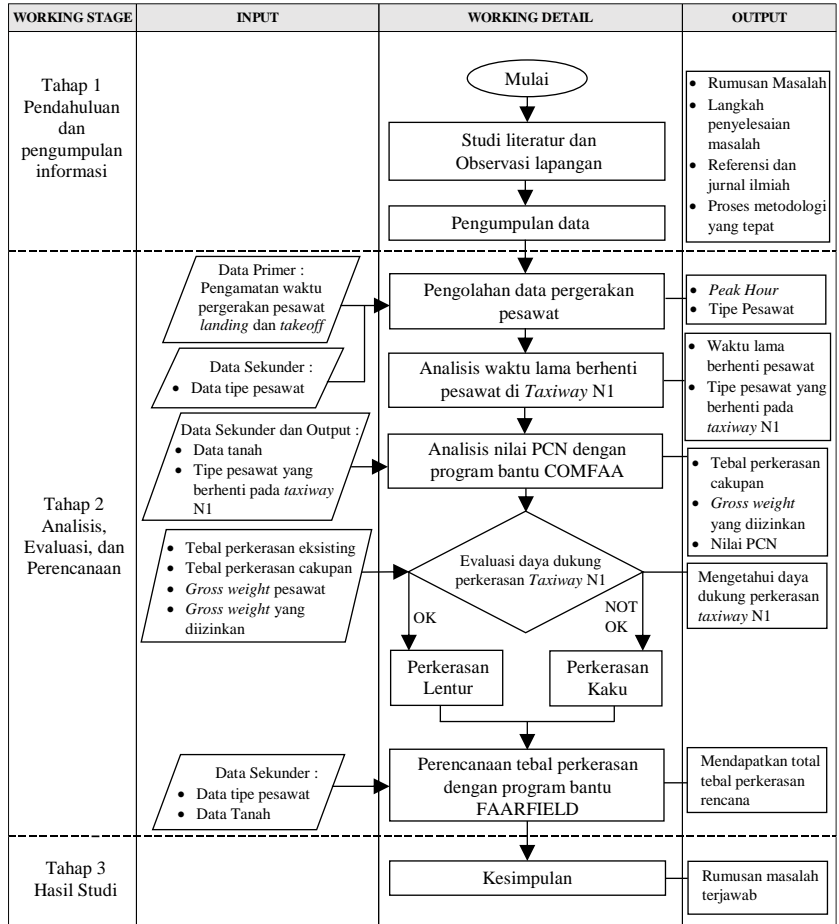 WORKING STAGE
INPUT
WORKING DETAIL
OUTPUT
Tahap 1
Pendahuluan
dan
pengumpulan
informasi
Mulai
Studi literatur dan
Observasi lapangan
Pengumpulan data
• Rumusan Masalah
• Langkah
penyelesaian
masalah
• Referensi dan
jurnal ilmiah
• Proses metodologi
yang tepat
Tahap 2
Analisis,
Evaluasi, dan
Perencanaan
Data Primer :
Pengamatan waktu
pergerakan pesawat
landing dan takeoff
Pengolahan data pergerakan
pesawat
• Peak Hour
• Tipe Pesawat
Data Sekunder :
• Data tipe pesawat
Analisis waktu lama berhenti
pesawat di Taxiway N1
• Waktu lama
berhenti pesawat
• Tipe pesawat yang
berhenti pada
taxiway N1
Data Sekunder dan Output :
• Data tanah
• Tipe pesawat yang
berhenti pada taxiway
N1
Analisis nilai PCN dengan
program bantu COMFAA
• Tebal perkerasan
cakupan
• Gross weight
yang diizinkan
• Nilai PCN
• Tebal perkerasan eksisting
• Tebal perkerasan cakupan
• Gross weight pesawat
• Gross weight yang
diizinkan
Evaluasi daya dukung
perkerasan Taxiway N1
Mengetahui daya
dukung perkerasan
taxiway N1
OK
NOT
OK
Perkerasan
Lentur
Perkerasan
Kaku
Data Sekunder :
• Data tipe pesawat
• Data Tanah
Perencanaan tebal perkerasan
dengan program bantu
FAARFIELD
Mendapatkan total
tebal perkerasan
rencana
Tahap 3
Hasil Studi
Kesimpulan
Rumusan masalah
terjawab